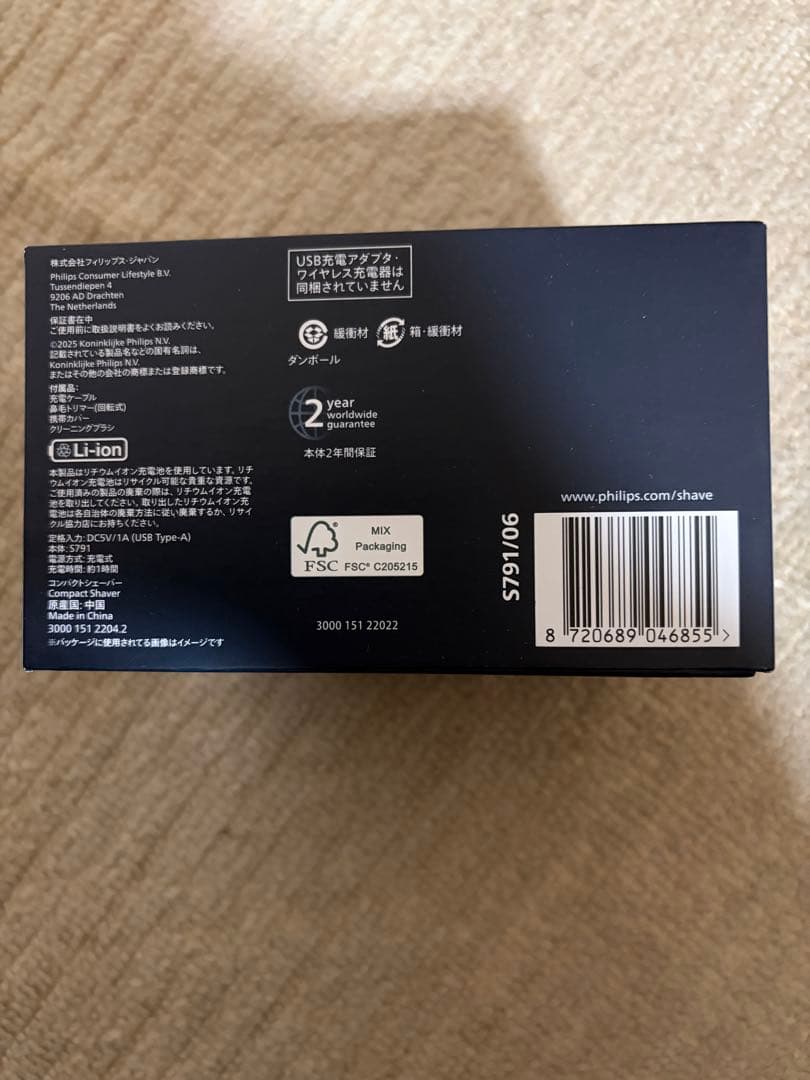 株式会社フィリップス・ジャパン
Philips Consumer Lifestyle B.V.
Tussendiepen 4
9206 AD Drachten
The Netherlands
保証書在中
ご使用前に取扱説明書をよくお読みください。
©2025 Koninklijke Philips N.V.
記載されている製品名などの固有名詞は、
Koninklijke Philips N.V.
またはその他の会社の商標または登録商標です。
付属品:
充電ケーブル
鼻毛トリマー(回転式)
携帯カバー
クリーニングブラシ
Li-ion
本製品はリチウムイオン充電池を使用しています。リチ
ウムイオン充電池はリサイクル可能な貴重な資源です。
ご使用済みの製品の廃棄の際は、リチウムイオン充電
池を取り出してください。取り出したリチウムイオン充
電池は各自治体の廃棄方法に従い廃棄するか、リサイ
クル協力店にお持ちください。
定格入力: DC5V/1A (USB Type-A)
本体: S791
電源方式: 充電式
充電時間: 約1時間
コンパクトシェーバー
Compact Shaver
原産国: 中国
Made in China
3000 151 2204.2
※パッケージに使用されてる画像はイメージです
USB充電アダプタ・
ワイヤレス充電器は
同梱されていません
緩衝材 紙 箱・緩衝材
ダンボール
2 year
worldwide
guarantee
本体2年間保証
FSC
MIX
Packaging
FSC® C205215
3000 151 22022
www.philips.com/shave
S791/06
8 720689 046855 >